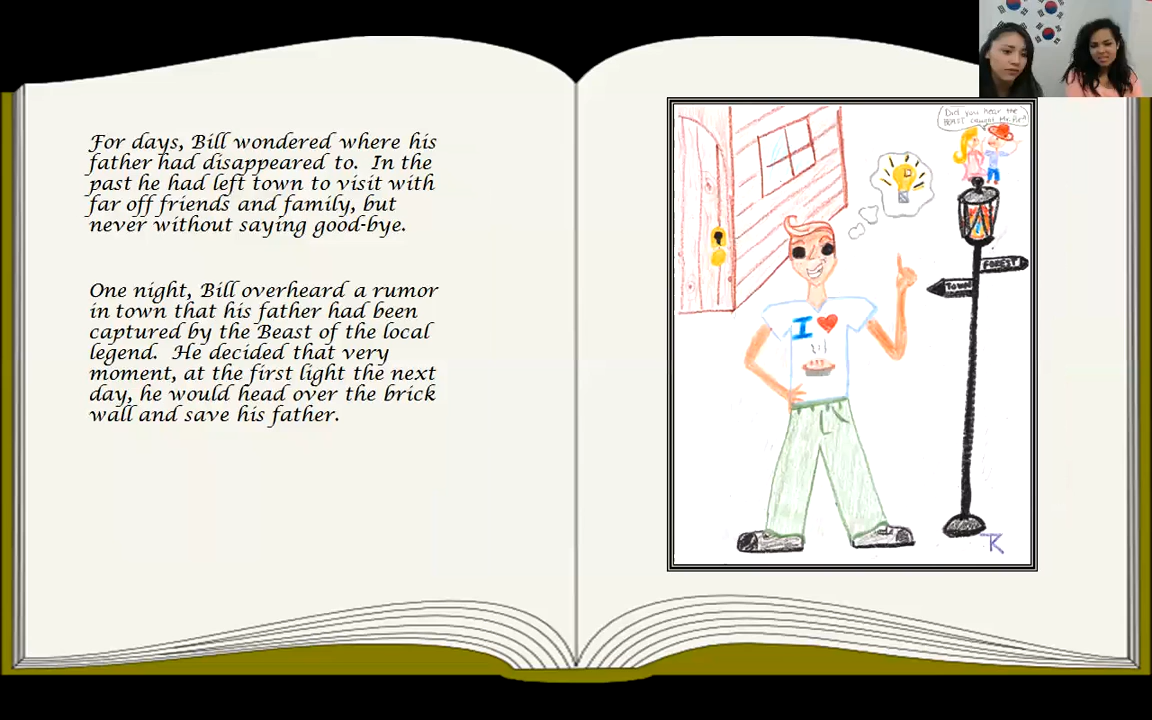 For days, Bill wondered where his
father had disappeared to. In the
past he had left town to visit with
far off friends and family, but
never without saying good-bye.
One night, Bill overheard a rumor
in town that his father had been
captured by the Beast of the local
legend. He decided that very
moment, at the first light the next
day, he would head over the brick
wall and save his father.
Did you hear the
BEAST caught Mr.
FOREST
TOWN
I
TR